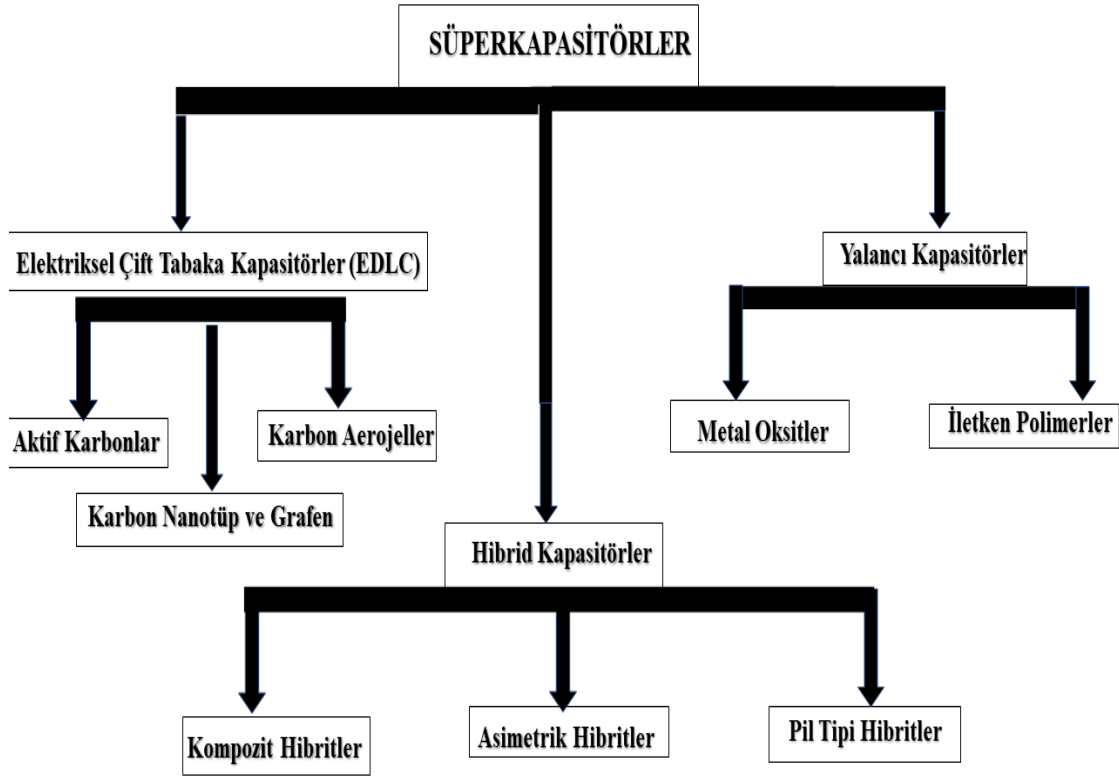 SÜPERKAPASİTÖRLER
Elektriksel Çift Tabaka Kapasitörler (EDLC)
Yalancı Kapasitörler
Aktif Karbonlar
Karbon Aerojeller
Metal Oksitler
İletken Polimerler
Karbon Nanotüp ve Grafen
Hibrid Kapasitörler
Kompozit Hibritler
Asimetrik Hibritler
Pil Tipi Hibritler